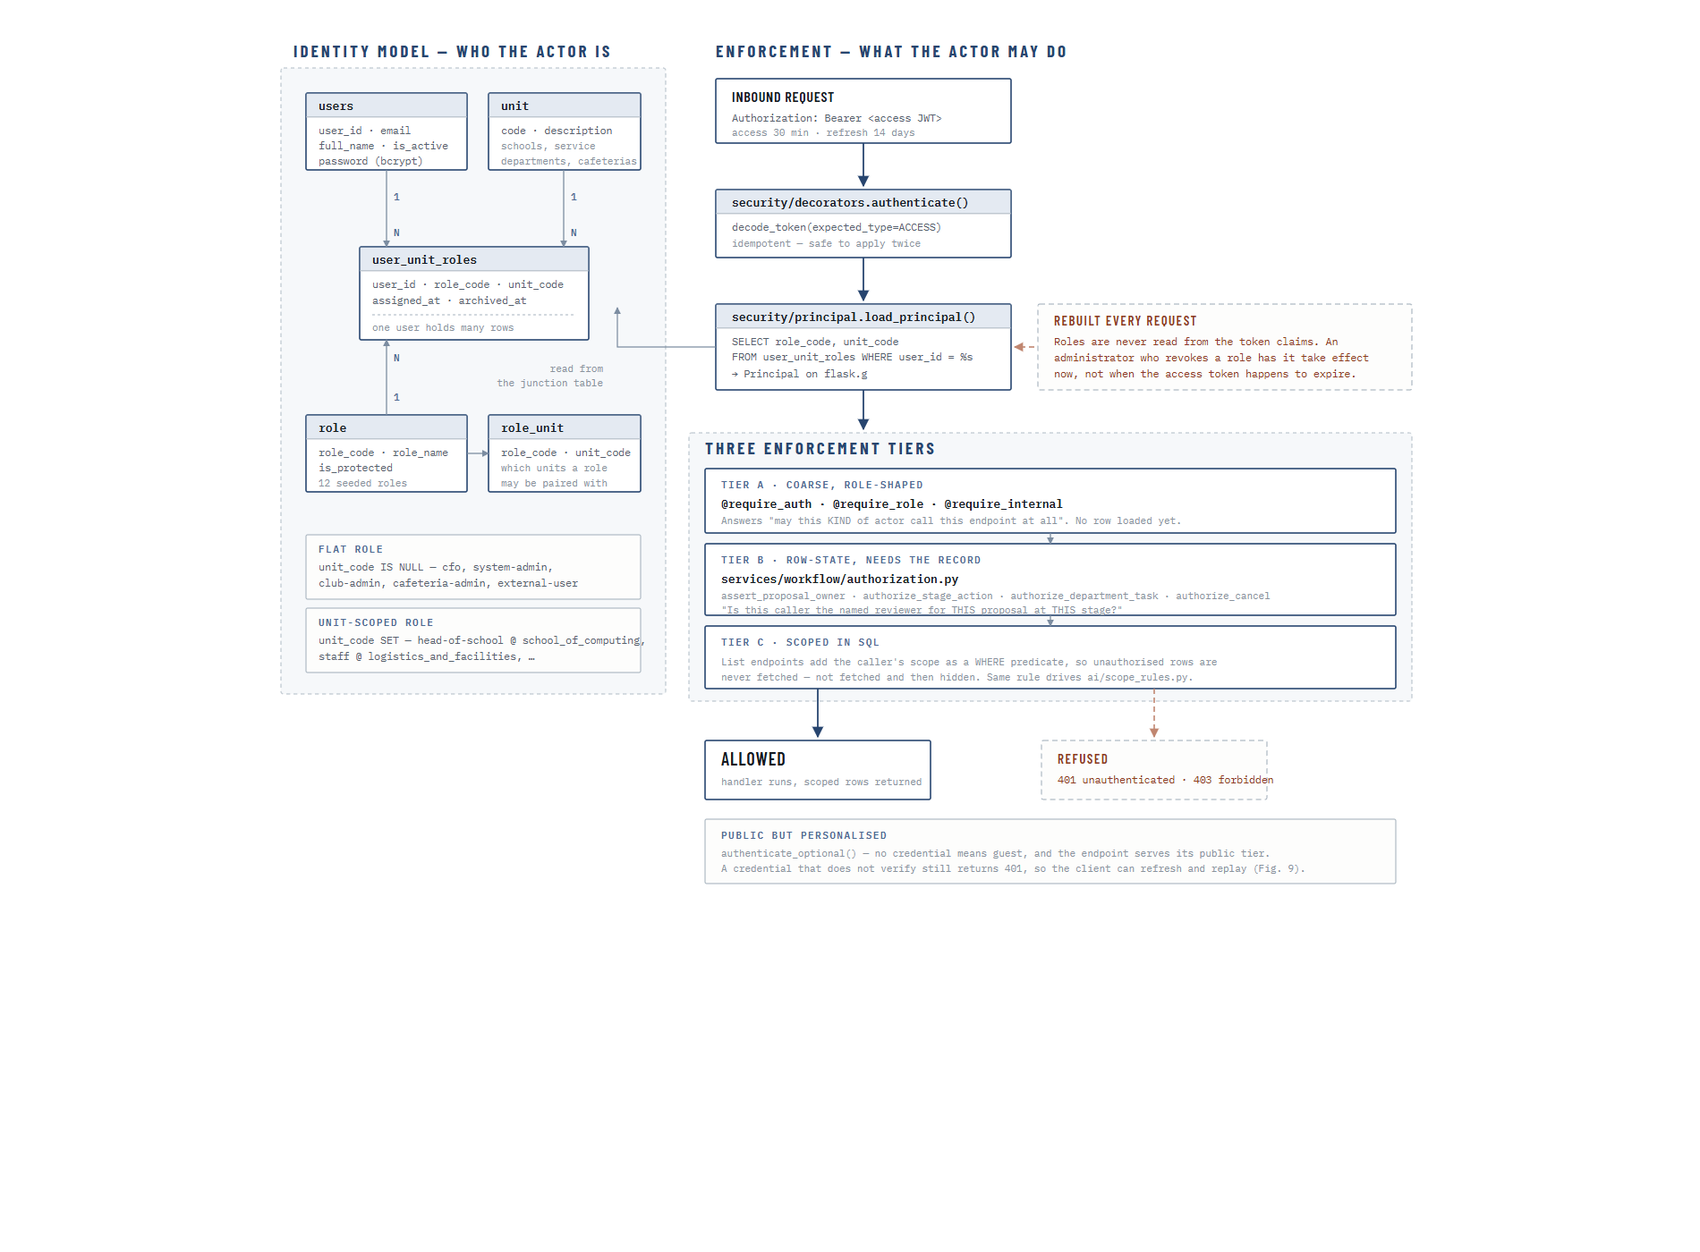 IDENTITY MODEL — WHO THE ACTOR IS
users
user_id · email
full_name · is_active
password (bcrypt)
unit
code · description
schools, service
departments, cafeterias
1
N
1
N
user_unit_roles
user_id · role_code · unit_code
assigned_at · archived_at
one user holds many rows
N
1
read from
the junction table
role
role_code · role_name
is_protected
12 seeded roles
role_unit
role_code · unit_code
which units a role
may be paired with
FLAT ROLE
unit_code IS NULL — cfo, system-admin,
club-admin, cafeteria-admin, external-user
UNIT-SCOPED ROLE
unit_code SET — head-of-school @ school_of_computing,
staff @ logistics_and_facilities, …
ENFORCEMENT — WHAT THE ACTOR MAY DO
INBOUND REQUEST
Authorization: Bearer <access JWT>
access 30 min · refresh 14 days
security/decorators.authenticate()
decode_token(expected_type=ACCESS)
idempotent — safe to apply twice
security/principal.load_principal()
SELECT role_code, unit_code
FROM user_unit_roles WHERE user_id = %s
→ Principal on flask.g
REBUILT EVERY REQUEST
Roles are never read from the token claims. An
administrator who revokes a role has it take effect
now, not when the access token happens to expire.
THREE ENFORCEMENT TIERS
TIER A · COARSE, ROLE-SHAPED
@require_auth · @require_role · @require_internal
Answers "may this KIND of actor call this endpoint at all". No row loaded yet.
TIER B · ROW-STATE, NEEDS THE RECORD
services/workflow/authorization.py
assert_proposal_owner · authorize_stage_action · authorize_department_task · authorize_cancel
"Is this caller the named reviewer for THIS proposal at THIS stage?"
TIER C · SCOPED IN SQL
List endpoints add the caller's scope as a WHERE predicate, so unauthorised rows are
never fetched — not fetched and then hidden. Same rule drives ai/scope_rules.py.
ALLOWED
handler runs, scoped rows returned
REFUSED
401 unauthenticated · 403 forbidden
PUBLIC BUT PERSONALISED
authenticate_optional() — no credential means guest, and the endpoint serves its public tier.
A credential that does not verify still returns 401, so the client can refresh and replay (Fig. 9).